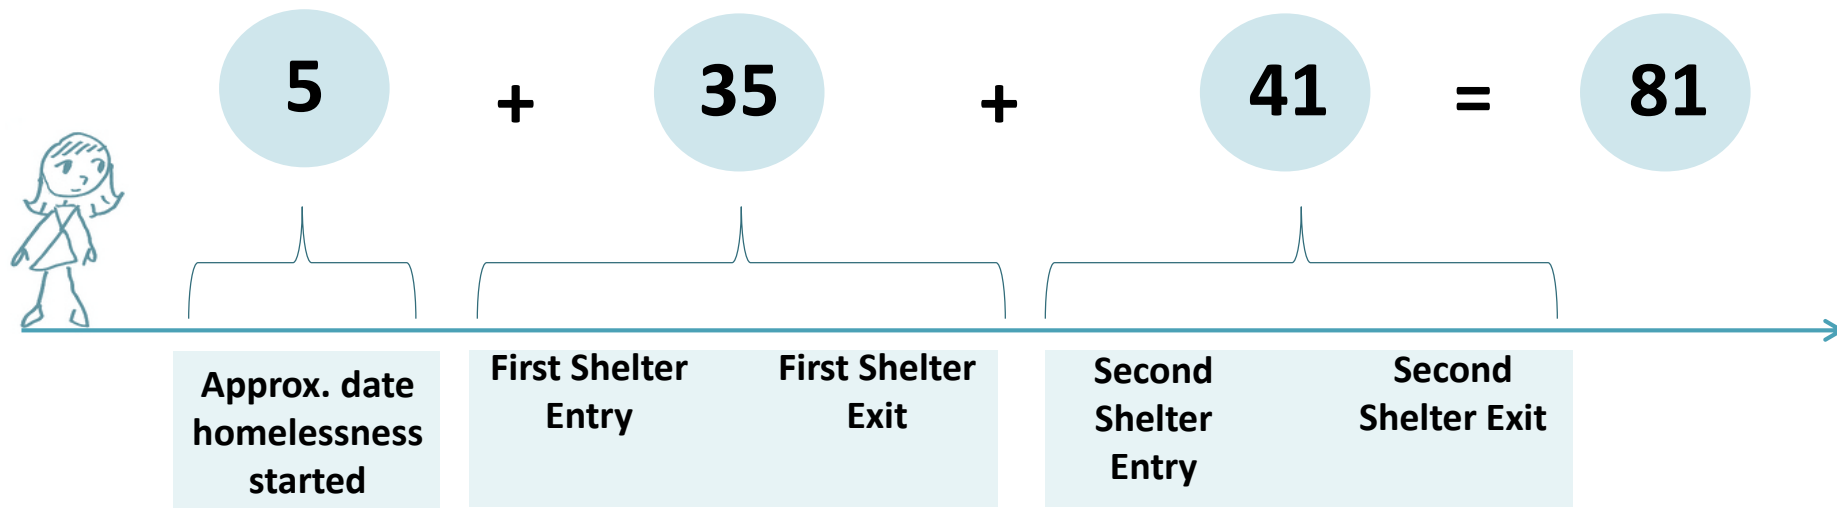 5 + 35 + 41 = 81
Approx. date
homelessness
started
First Shelter
Entry
First Shelter
Exit
Second
Shelter
Entry
Second
Shelter Exit